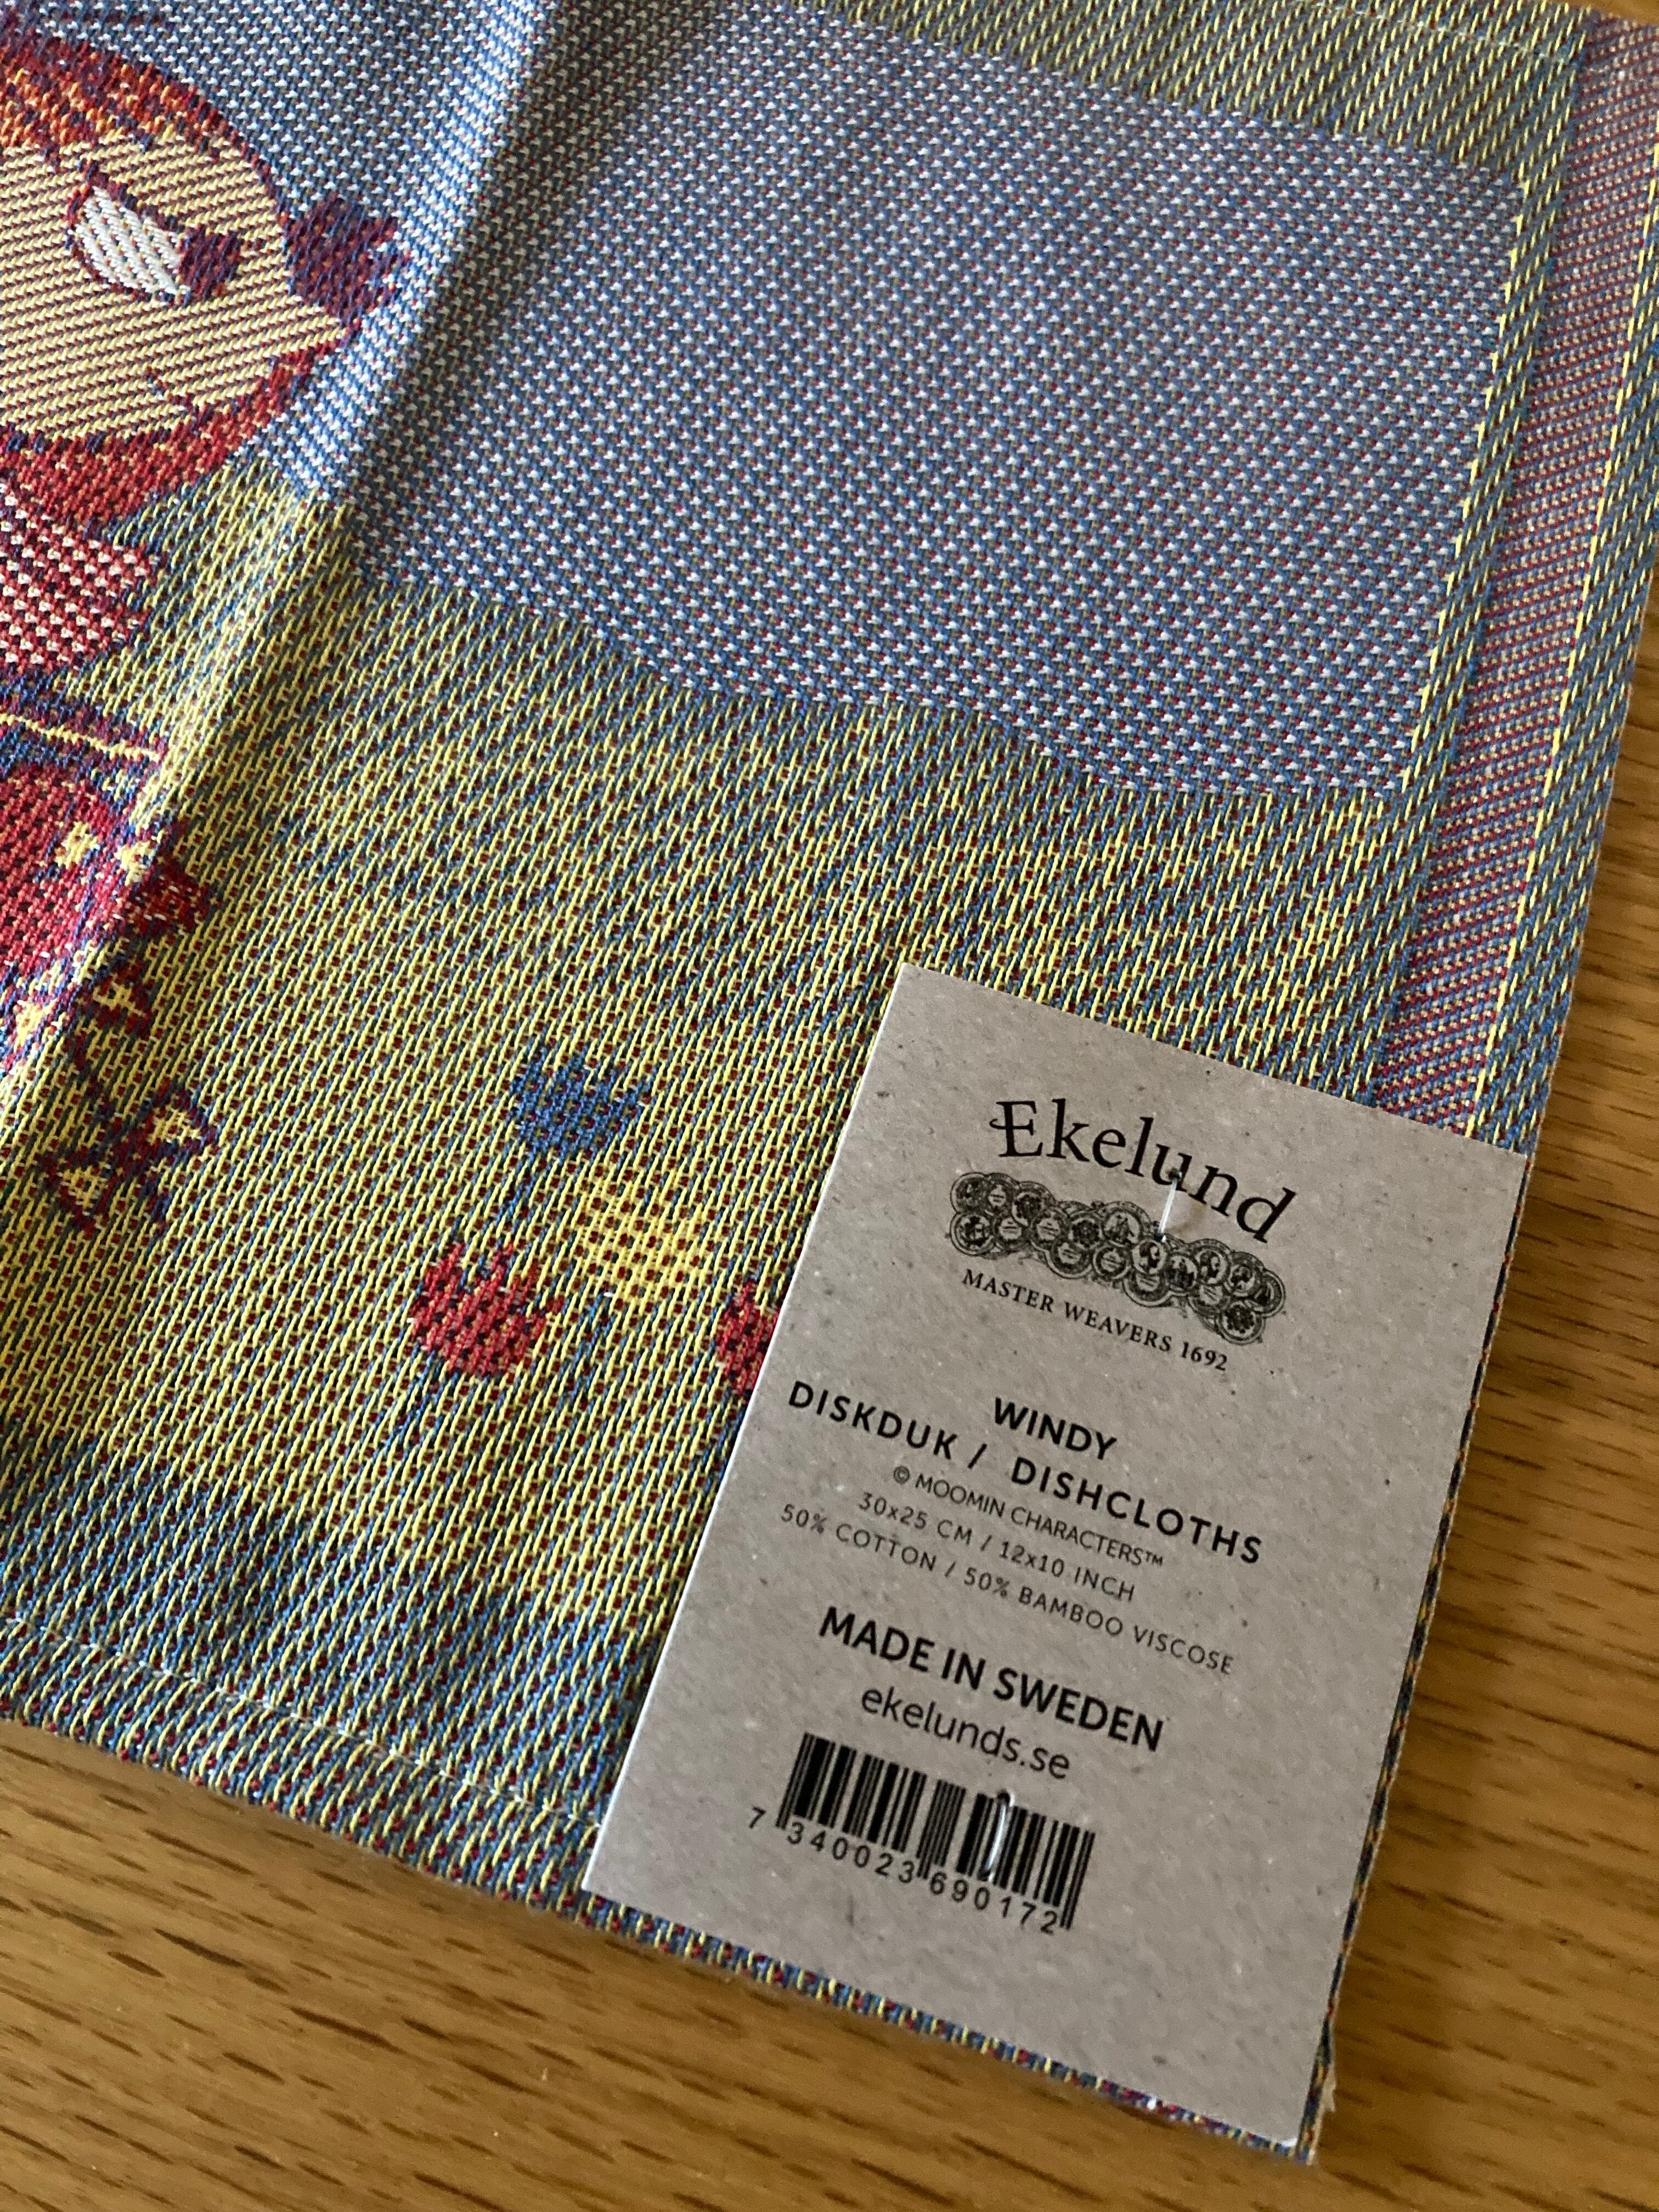 Ekelund
MASTER WEAVERS 1692
WINDY
DISKDUK / DISHCLOTHS
© MOOMIN CHARACTERS™
30x25 CM / 12x10 INCH
50% COTTON / 50% BAMBOO VISCOSE
MADE IN SWEDEN
ekelunds.se
7 340023 690172